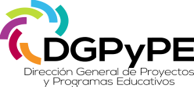 DGPyPE
Dirección General de Proyectos
y Programas Educativos